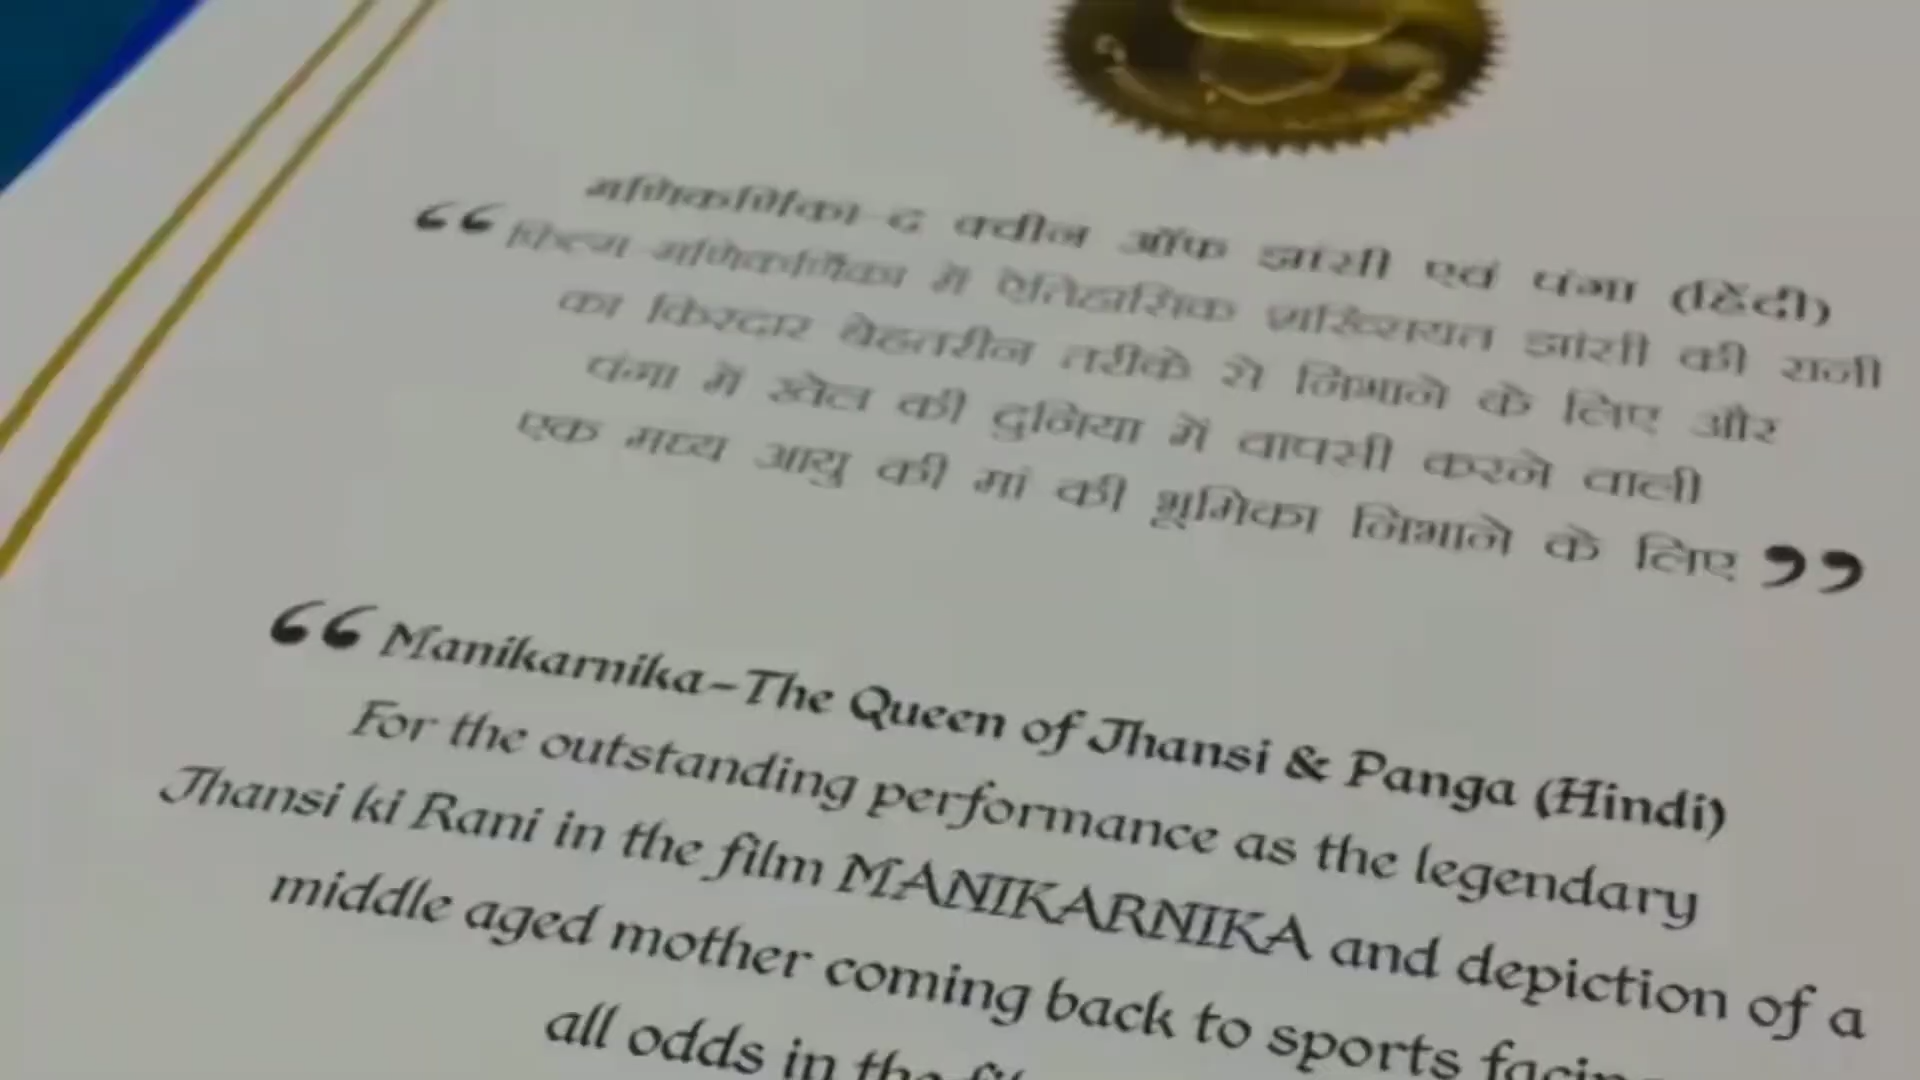 मणिकर्णिका-द क्वीन ऑफ झांसी एवं पंगा (हिंदी)
“ फिल्म मणिकर्णिका में ऐतिहासिक शख्सियत झांसी की रानी
का किरदार बेहतरीन तरीके से निभाने के लिए और
पंगा में खेल की दुनिया में वापसी करने वाली
एक मध्य आयु की मां की भूमिका निभाने के लिए ”
“ Manikarnika–The Queen of Jhansi & Panga (Hindi)
For the outstanding performance as the legendary
Jhansi ki Rani in the film MANIKARNIKA and depiction of a
middle aged mother coming back to sports
all odds in the